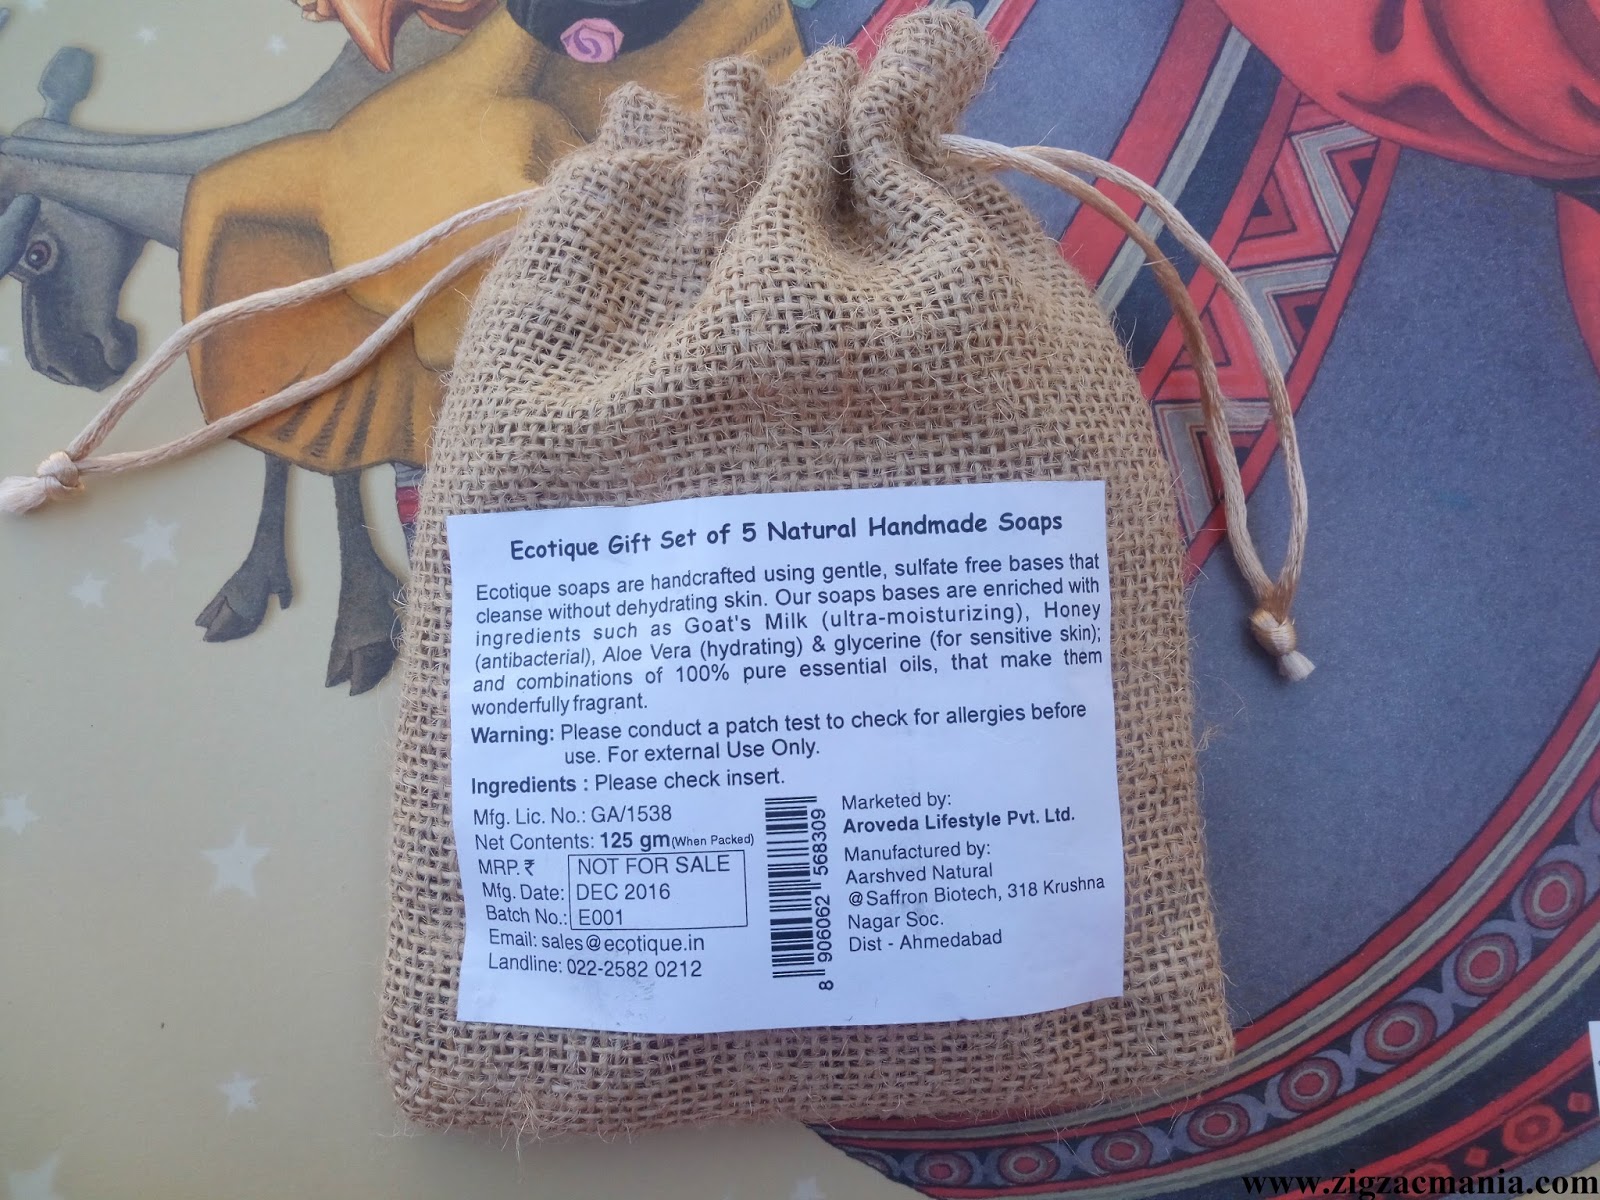 Ecotique Gift Set of 5 Natural Handmade Soaps
Ecotique soaps are handcrafted using gentle, sulfate free bases that
cleanse without dehydrating skin. Our soaps bases are enriched with
ingredients such as Goat's Milk (ultra-moisturizing), Honey
(antibacterial), Aloe Vera (hydrating) & glycerine (for sensitive skin);
and combinations of 100% pure essential oils, that make them
wonderfully fragrant.
Warning: Please conduct a patch test to check for allergies before
use. For external Use Only.
Ingredients : Please check insert.
Mfg. Lic. No.: GA/1538
Net Contents: 125 gm (When Packed)
MRP. ₹ NOT FOR SALE
Mfg. Date: DEC 2016
Batch No.: E001
Email: sales@ecotique.in
Landline: 022-2582 0212
8 906062 568309
Marketed by:
Aroveda Lifestyle Pvt. Ltd.
Manufactured by:
Aarshved Natural
@Saffron Biotech, 318 Krushna
Nagar Soc.
Dist - Ahmedabad
www.zigzacmania.com